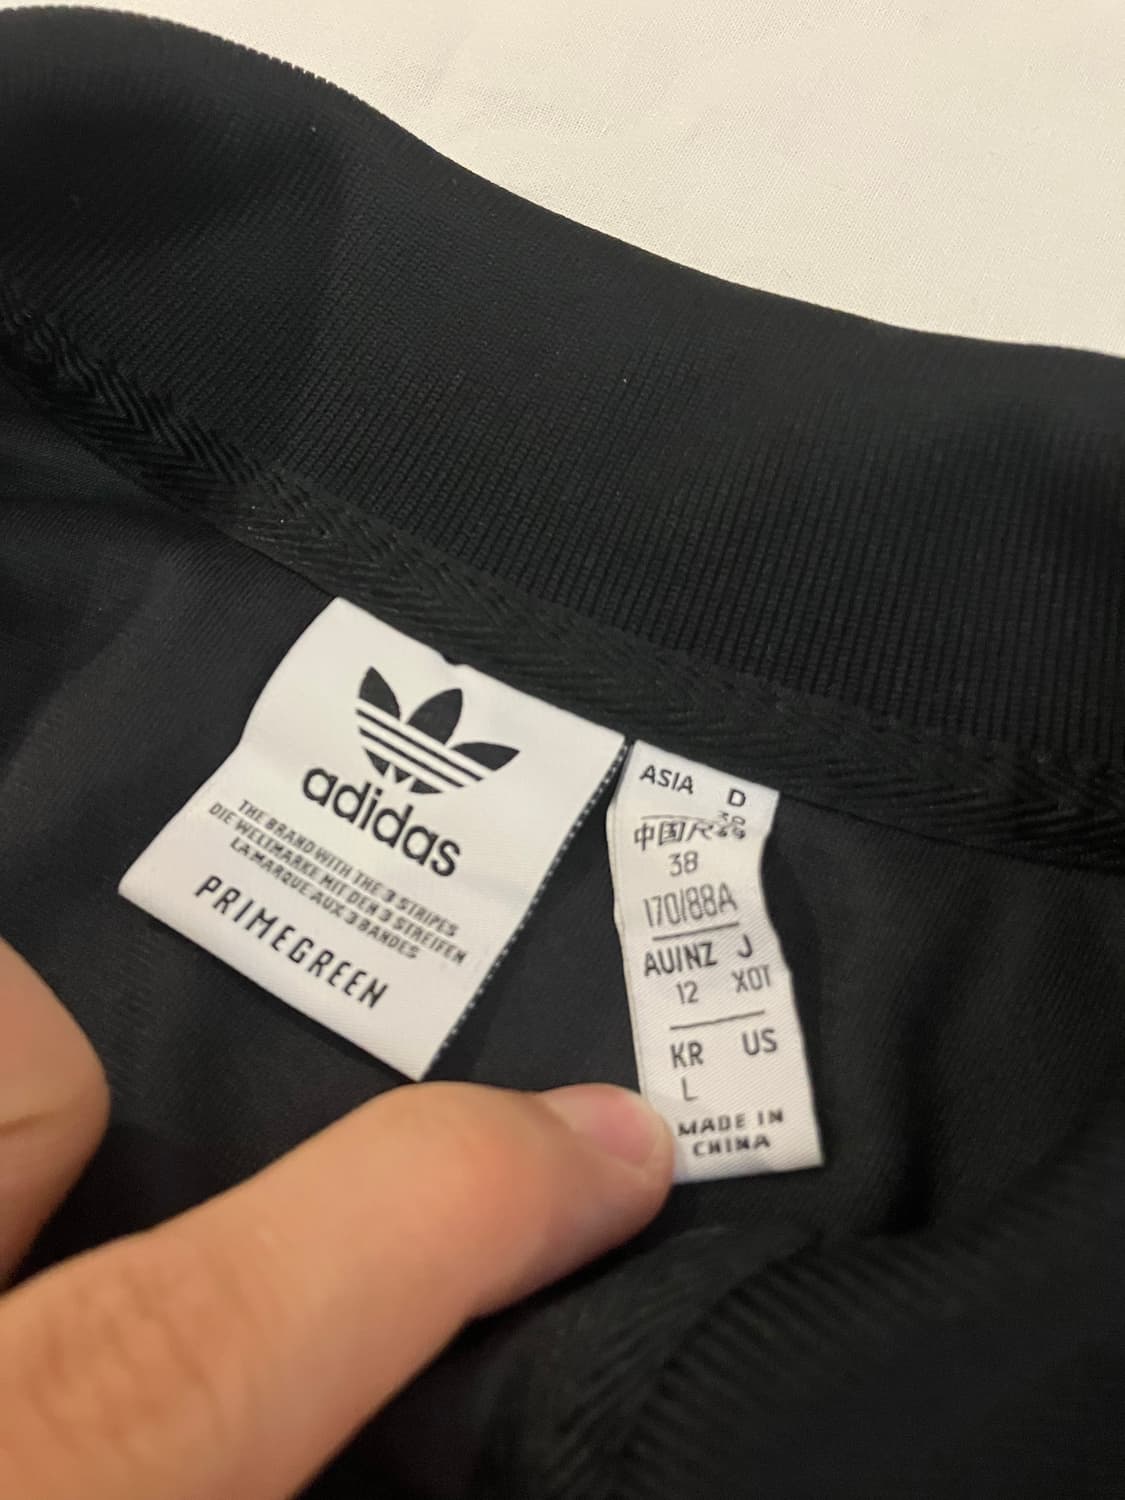 adidas
THE BRAND WITH THE 3 STRIPES
DIE WELTMARKE MIT DEN 3 STREIFEN
LA MARQUE AUX 3 BANDES
PRIMEGREEN
ASIA D
中国尺码
38
170/88A
AU/NZ J
12 XOT
KR US
L
MADE IN
CHINA